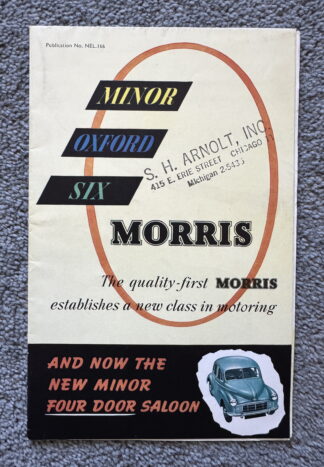 Publication No. NEL.166
MINOR
OXFORD
SIX
S. H. ARNOLT, INC.
415 E. ERIE STREET CHICAGO
Michigan 2-5435
MORRIS
The quality-first MORRIS
establishes a new class in motoring
AND NOW THE
NEW MINOR
FOUR DOOR SALOON